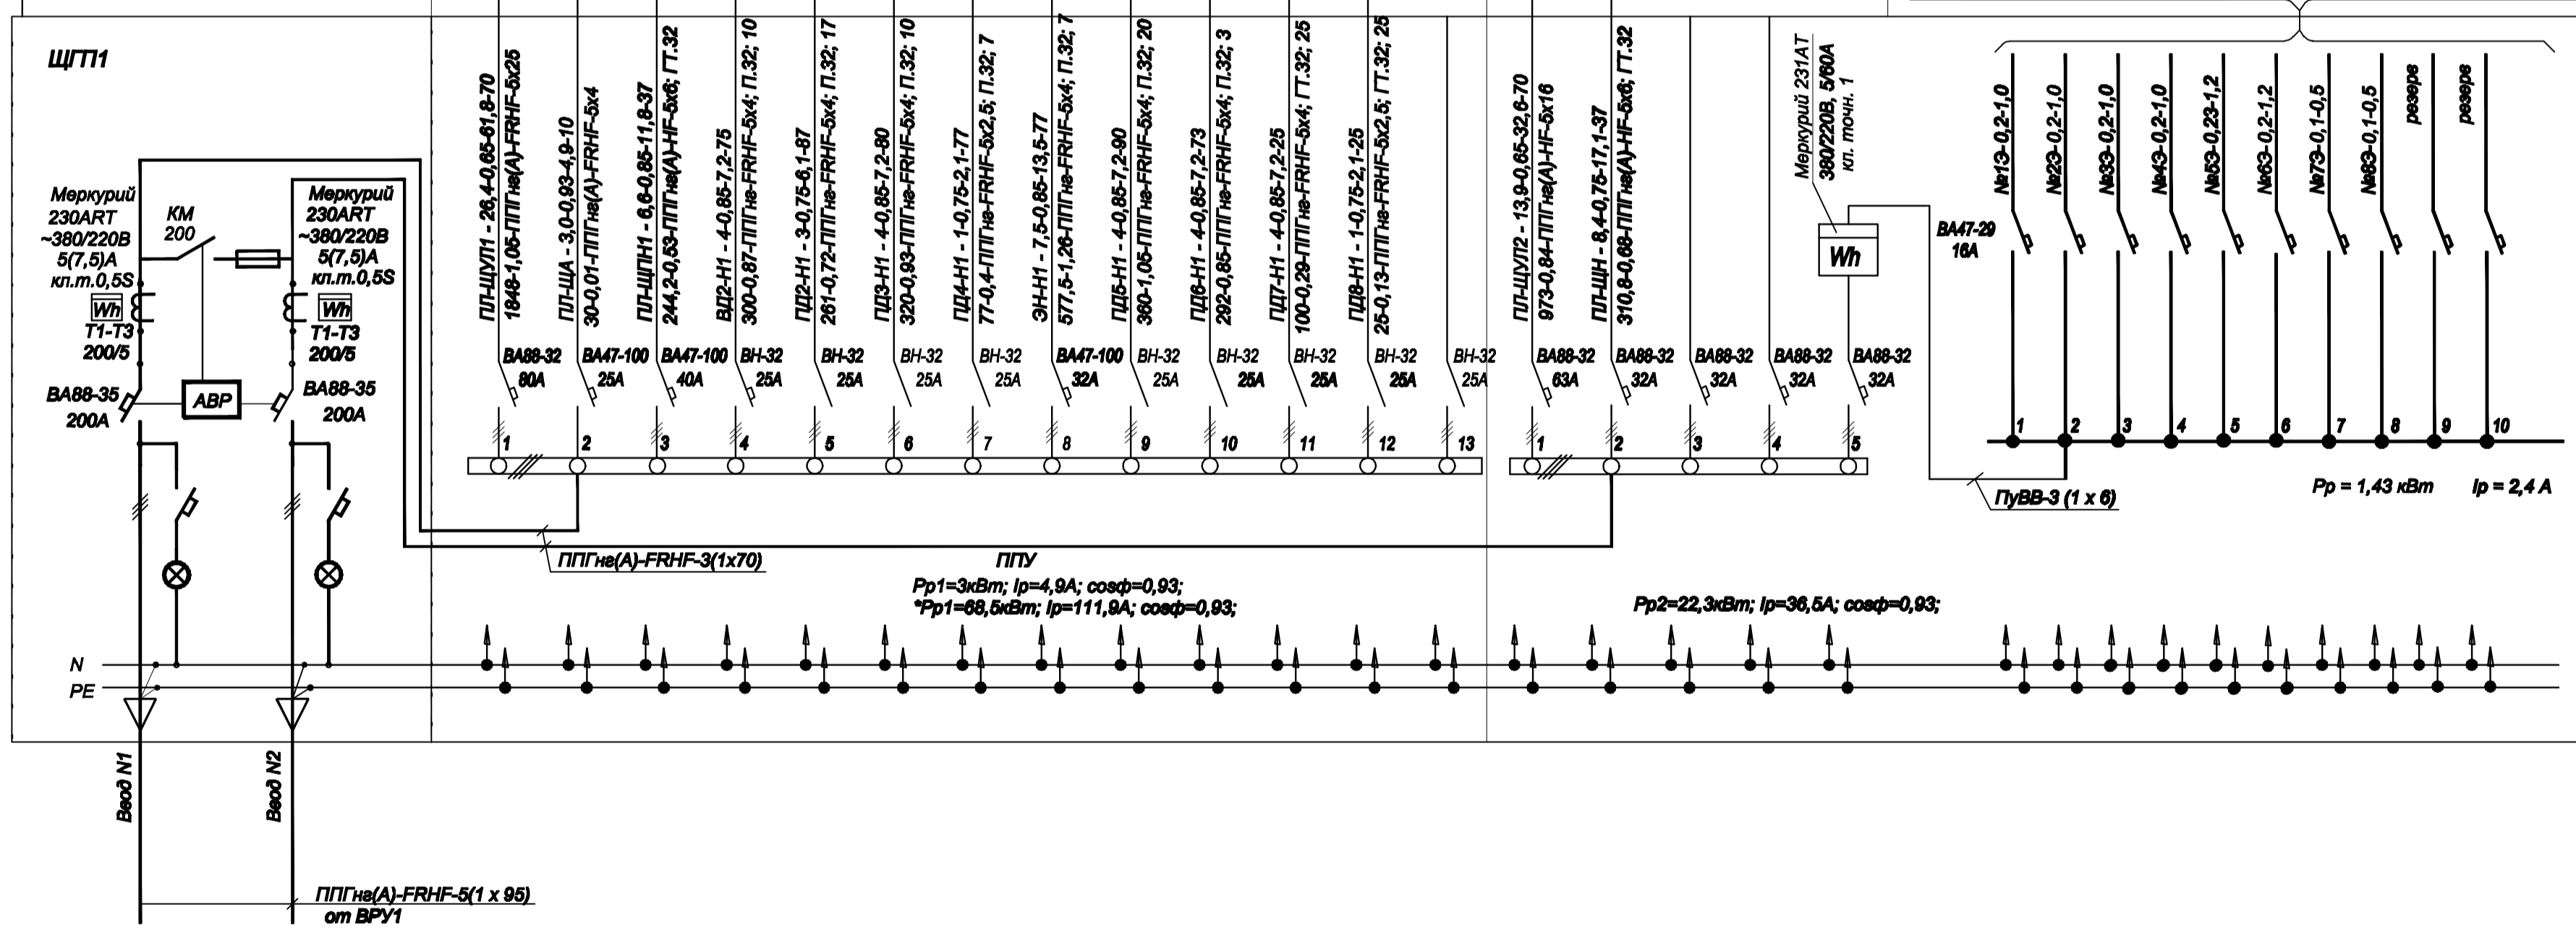 ЩГП1
Меркурий
230ART
~380/220В
5(7,5)А
кл.т.0,5S
Wh
Т1-Т3
200/5
ВА88-35
200А
КМ
200
АВР
Меркурий
230ART
~380/220В
5(7,5)А
кл.т.0,5S
Wh
Т1-Т3
200/5
ВА88-35
200А
ПЛ-ЩУЛ1 - 26,4-0,65-61,8-70
1848-1,05-ППГнг(А)-FRHF-5х25
ПЛ-ЩА - 3,0-0,93-4,9-10
30-0,01-ППГнг(А)-FRHF-5х4
ПЛ-ЩПН1 - 6,6-0,85-11,8-37
244,2-0,53-ППГнг(А)-HF-5х6; ГТ.32
ВД2-Н1 - 4-0,85-7,2-75
300-0,87-ППГнг-FRHF-5х4; П.32; 10
ПД2-Н1 - 3-0,75-6,1-87
261-0,72-ППГнг-FRHF-5х4; П.32; 17
ПД3-Н1 - 4-0,85-7,2-80
320-0,93-ППГнг-FRHF-5х4; П.32; 10
ПД4-Н1 - 1-0,75-2,1-77
77-0,4-ППГнг-FRHF-5х2,5; П.32; 7
ЭН-Н1 - 7,5-0,85-13,5-77
577,5-1,26-ППГнг-FRHF-5х4; П.32; 7
ПД5-Н1 - 4-0,85-7,2-90
360-1,05-ППГнг-FRHF-5х4; П.32; 20
ПД6-Н1 - 4-0,85-7,2-73
292-0,85-ППГнг-FRHF-5х4; П.32; 3
ПД7-Н1 - 4-0,85-7,2-25
100-0,29-ППГнг-FRHF-5х4; ГТ.32; 25
ПД8-Н1 - 1-0,75-2,1-25
25-0,13-ППГнг-FRHF-5х2,5; ГТ.32; 25
ПЛ-ЩУЛ2 - 13,9-0,65-32,6-70
973-0,84-ППГнг(А)-HF-5х16
ПЛ-ЩН - 8,4-0,75-17,1-37
310,8-0,68-ППГнг(А)-HF-5х6; ГТ.32
Меркурий 231АТ
380/220В, 5/60А
кл. точн. 1
Wh
ВА88-32
80А
ВА47-100
25А
ВА47-100
40А
ВН-32
25А
ВН-32
25А
ВН-32
25А
ВН-32
25А
ВА47-100
32А
ВН-32
25А
ВН-32
25А
ВН-32
25А
ВН-32
25А
ВН-32
25А
ВА88-32
63А
ВА88-32
32А
ВА88-32
32А
ВА88-32
32А
ВА88-32
32А
1 2 3 4 5 6 7 8 9 10 11 12 13
1 2 3 4 5
№1Э-0,2-1,0
№2Э-0,2-1,0
№3Э-0,2-1,0
№4Э-0,2-1,0
№5Э-0,23-1,2
№6Э-0,2-1,2
№7Э-0,1-0,5
№8Э-0,1-0,5
резерв
резерв
ВА47-29
16А
1 2 3 4 5 6 7 8 9 10
ПуВВ-3 (1 х 6)
Рр = 1,43 кВт Iр = 2,4 А
ППГнг(А)-FRHF-3(1х70)
ППУ
Рр1=3кВт; Iр=4,9А; cosф=0,93;
*Рр1=68,5кВт; Iр=111,9А; cosф=0,93;
Рр2=22,3кВт; Iр=36,5А; cosф=0,93;
N
PE
Ввод N1
Ввод N2
ППГнг(А)-FRHF-5(1 х 95)
от ВРУ1